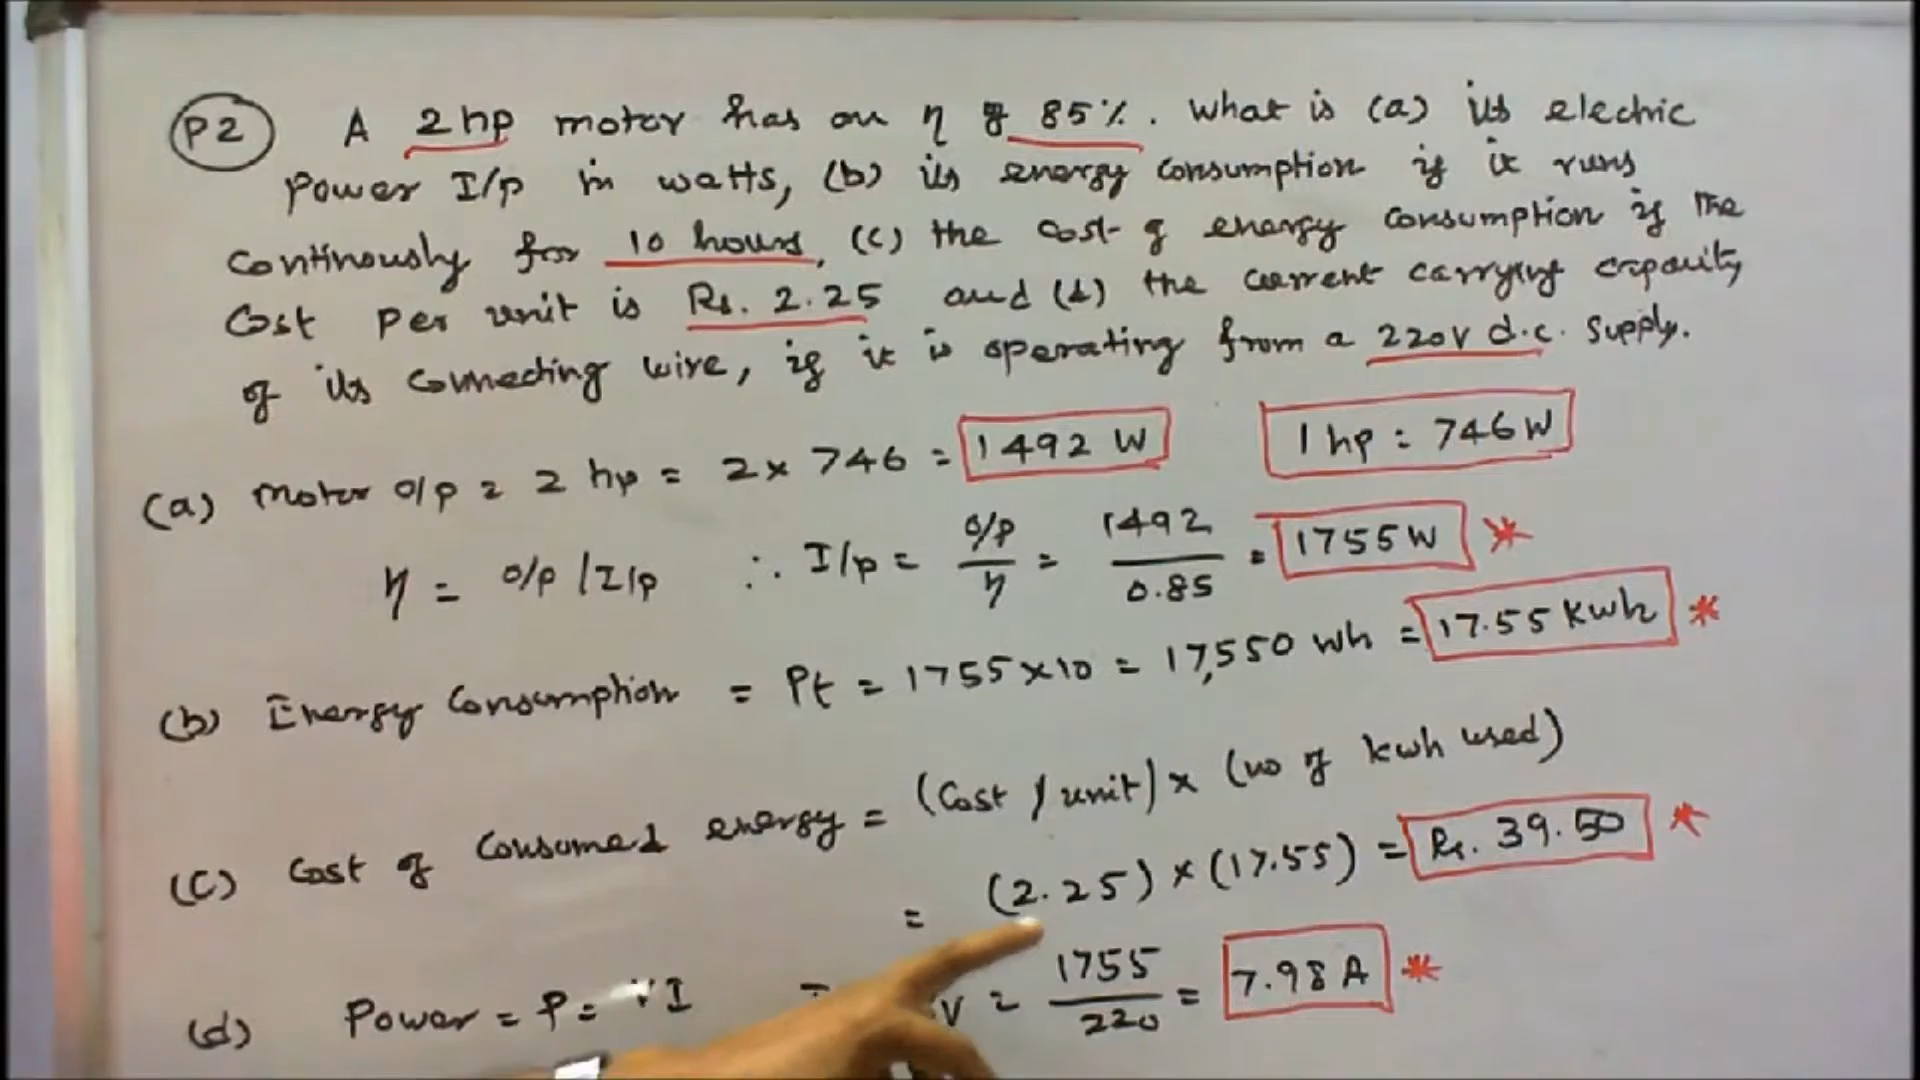 P2 A 2hp motor has an η of 85%. What is (a) its electric
Power I/p in watts, (b) its energy consumption if it runs
continously for 10 hours, (c) the cost of energy consumption if the
Cost per unit is Rs. 2.25 and (d) the current carrying capacity
of its connecting wire, if it is operating from a 220V d.c. supply.
(a) Motor o/p = 2 hp = 2 x 746 = 1492 W 1 hp = 746 W
η = o/p / I/p ∴ I/p = o/p / η = 1492 / 0.85 = 1755 W *
(b) Energy Consumption = Pt = 1755 x 10 = 17,550 Wh = 17.55 kwh *
(c) Cost of Consumed energy = (Cost / unit) x (no of kwh used)
= (2.25) x (17.55) = Rs. 39.50 *
(d) Power = P = VI V = 1755 / 220 = 7.98 A *